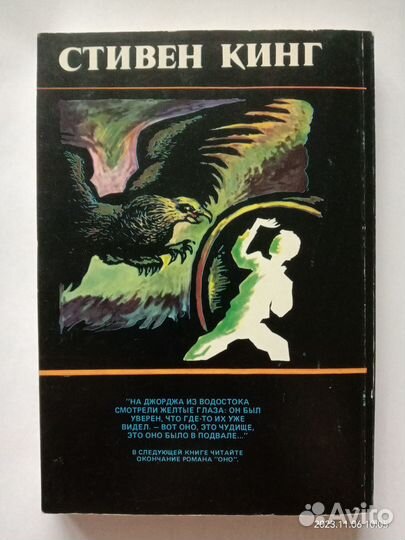 СТИВЕН КИНГ
"НА ДЖОРДЖА ИЗ ВОДОСТОКА
СМОТРЕЛИ ЖЕЛТЫЕ ГЛАЗА: ОН БЫЛ
УВЕРЕН, ЧТО ГДЕ-ТО ИХ УЖЕ
ВИДЕЛ. – ВОТ ОНО, ЭТО ЧУДИЩЕ,
ЭТО ОНО БЫЛО В ПОДВАЛЕ..."
В СЛЕДУЮЩЕЙ КНИГЕ ЧИТАЙТЕ
ОКОНЧАНИЕ РОМАНА "ОНО".
Avito
2023.11.06 10:05